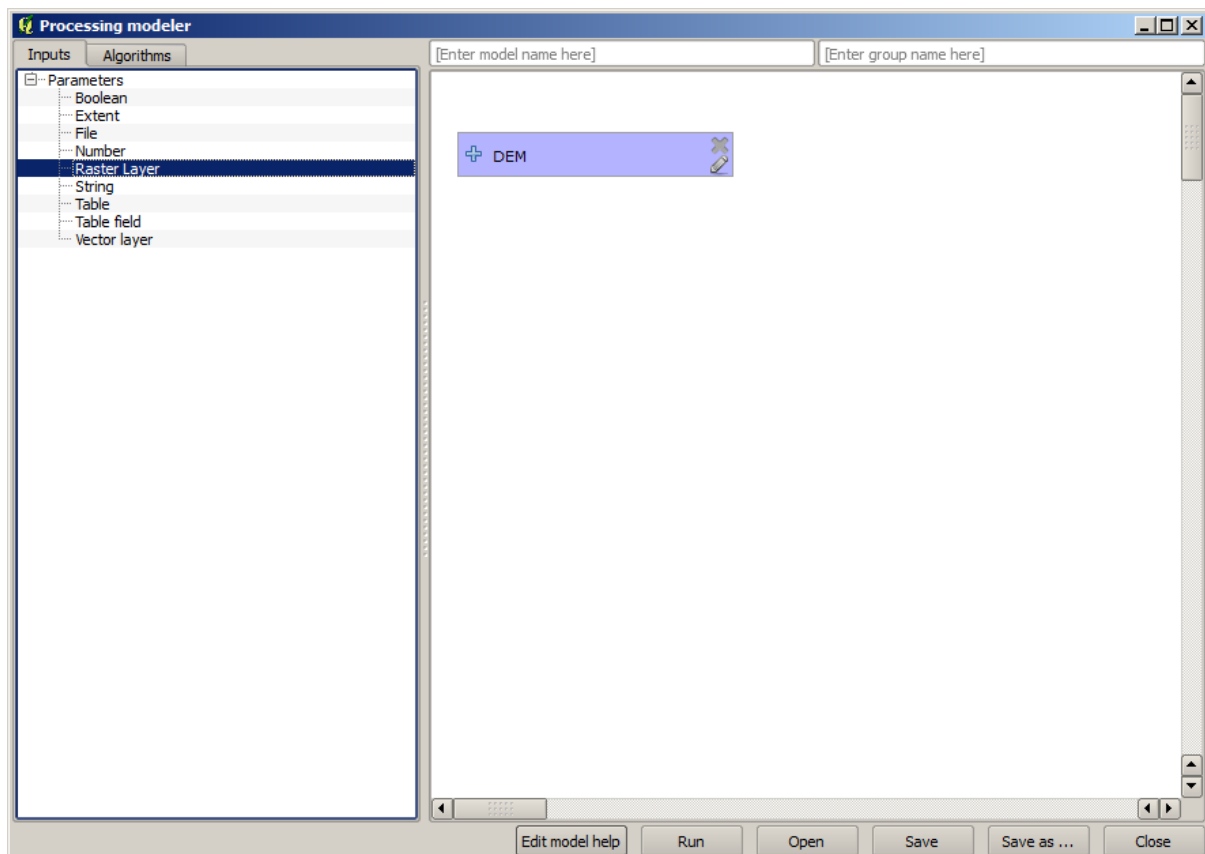 Processing modeler
Inputs Algorithms [Enter model name here] [Enter group name here]
Parameters
Boolean
Extent
File
Number
Raster Layer
String
Table
Table field
Vector layer
DEM
Edit model help Run Open Save Save as ... Close